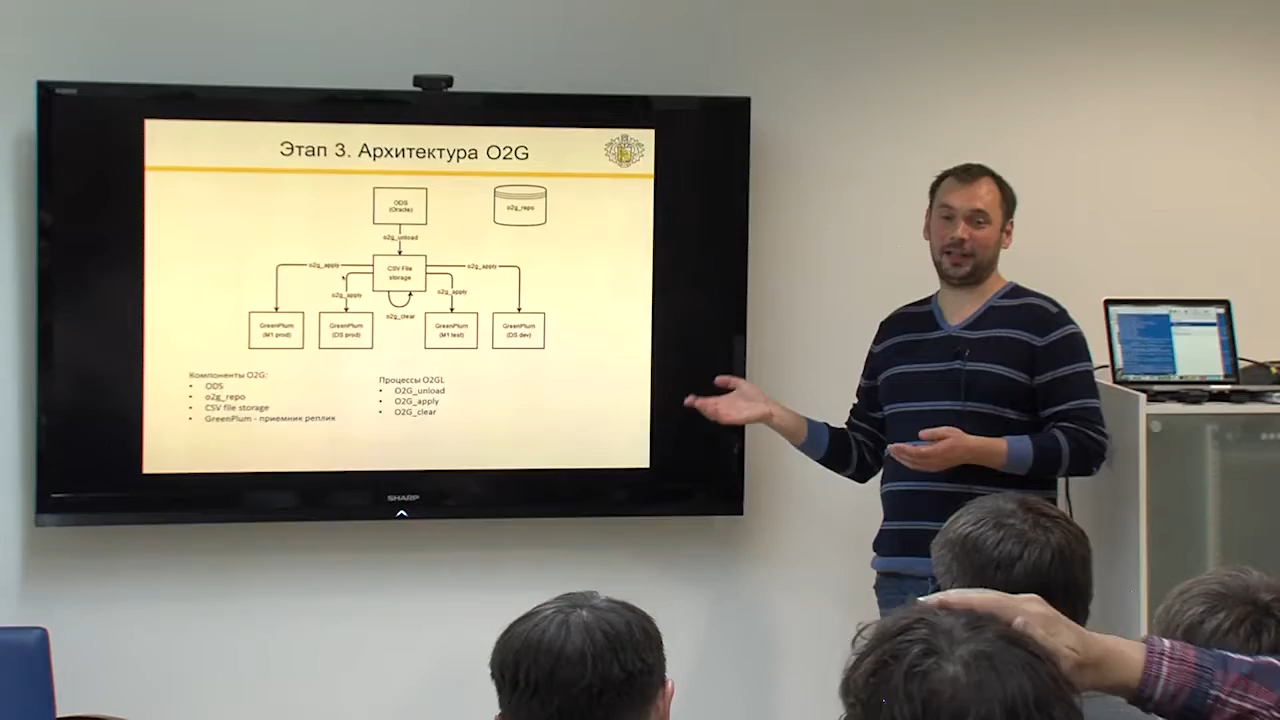 Этап 3. Архитектура O2G
ODS
(Oracle)
o2g_repo
o2g_unload
o2g_apply
CSV File
storage
o2g_apply
o2g_apply
o2g_apply
o2g_clear
GreenPlum
(M1 prod)
GreenPlum
(DS prod)
GreenPlum
(M1 test)
GreenPlum
(DS dev)
Компоненты O2G:
• ODS
• o2g_repo
• CSV file storage
• GreenPlum - приемник реплик
Процессы O2GL
• O2G_unload
• O2G_apply
• O2G_clear
SHARP